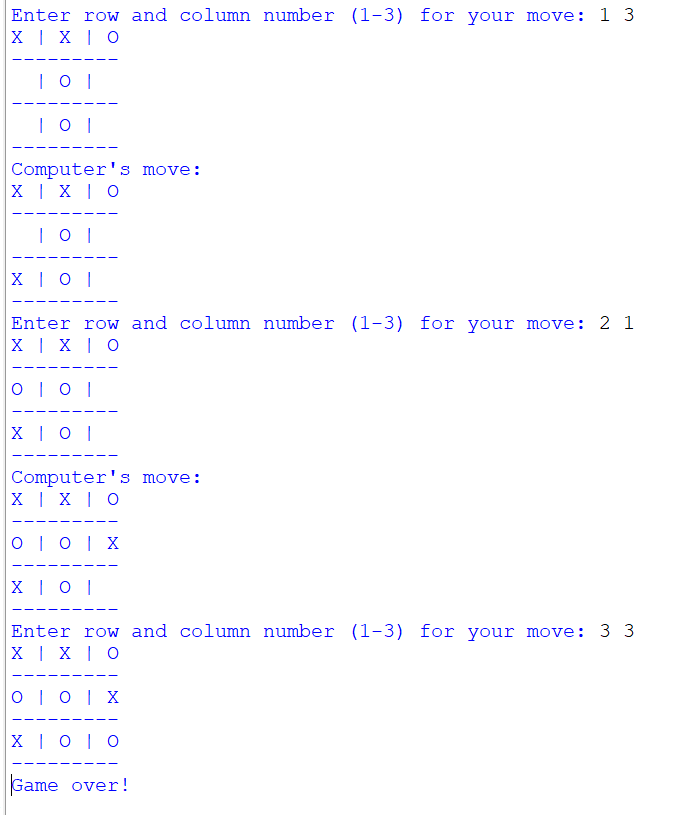 Enter row and column number (1-3) for your move: 1 3
X | X | O
---------
  | O |
---------
  | O |
---------
Computer's move:
X | X | O
---------
  | O |
---------
X | O |
---------
Enter row and column number (1-3) for your move: 2 1
X | X | O
---------
O | O |
---------
X | O |
---------
Computer's move:
X | X | O
---------
O | O | X
---------
X | O |
---------
Enter row and column number (1-3) for your move: 3 3
X | X | O
---------
O | O | X
---------
X | O | O
---------
Game over!